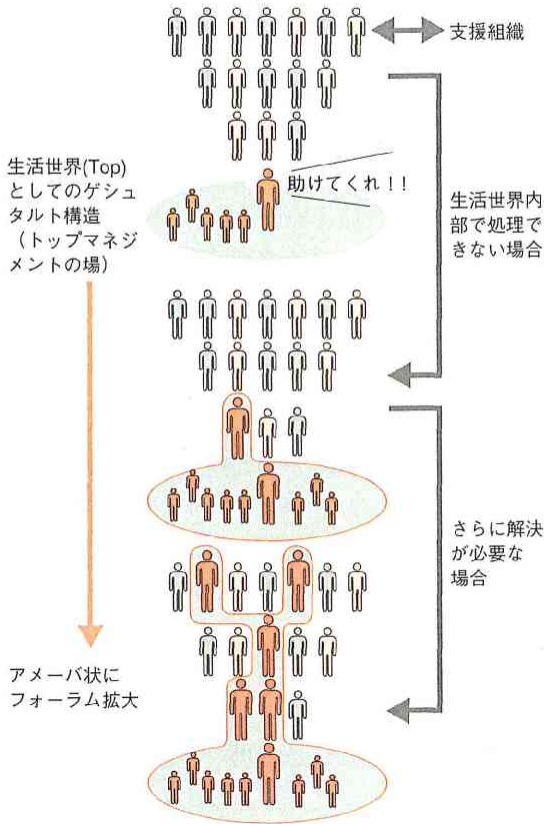 支援組織
生活世界(Top)
としてのゲシュ
タルト構造
（トップマネジ
メントの場）
助けてくれ！！
生活世界内
部で処理で
きない場合
さらに解決
が必要な
場合
アメーバ状に
フォーラム拡大